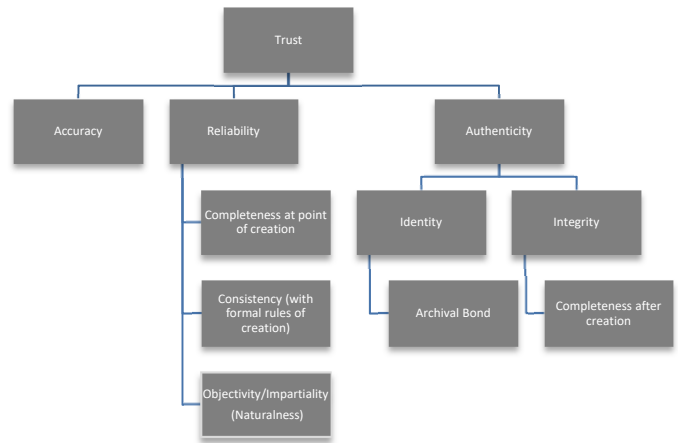 Trust
Accuracy
Reliability
Authenticity
Completeness at point
of creation
Consistency (with
formal rules of
creation)
Objectivity/Impartiality
(Naturalness)
Identity
Archival Bond
Integrity
Completeness after
creation